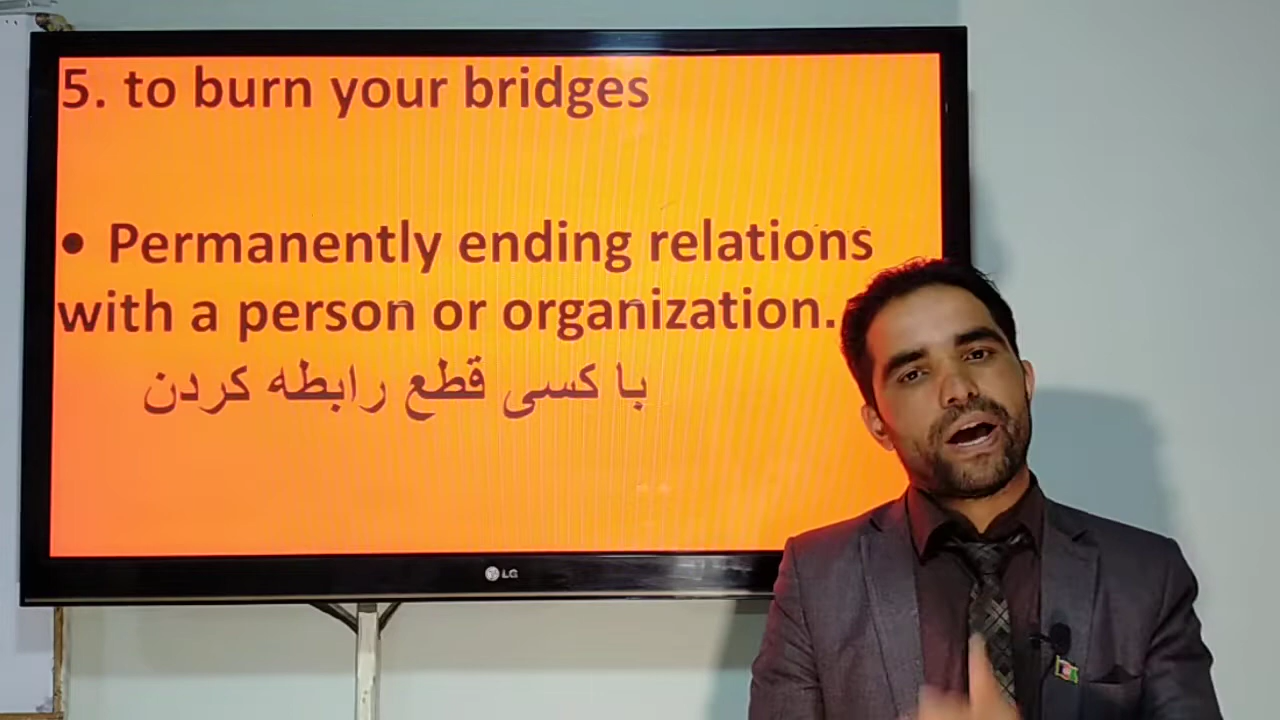 5. to burn your bridges
• Permanently ending relations
with a person or organization.
با کسی قطع رابطه کردن
LG